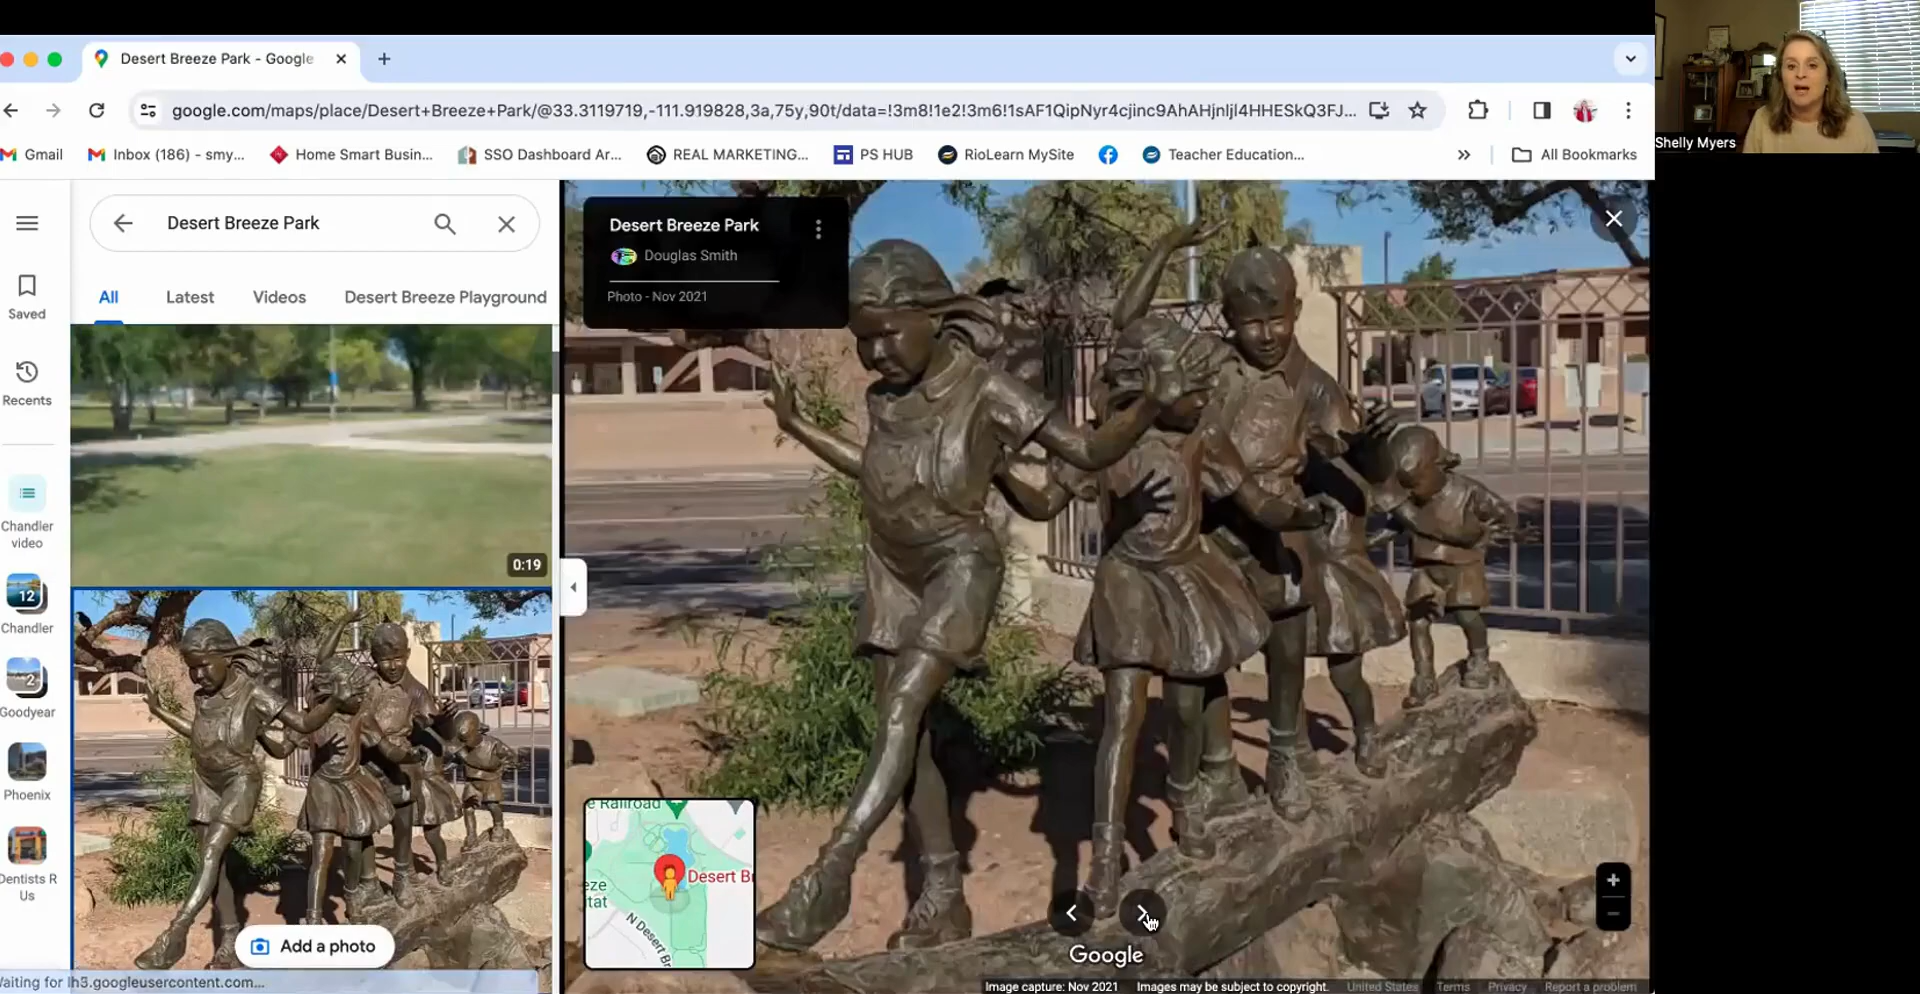 Desert Breeze Park - Google
google.com/maps/place/Desert+Breeze+Park/@33.3119719,-111.919828,3a,75y,90t/data=!3m8!1e2!3m6!1sAF1QipNyr4cjinc9AhAHjnljl4HHESkQ3FJ...
Gmail
Inbox (186) - smy...
Home Smart Busin...
SSO Dashboard Ar...
REAL MARKETING...
PS HUB
RioLearn MySite
Teacher Education...
All Bookmarks
Shelly Myers
Desert Breeze Park
All
Latest
Videos
Desert Breeze Playground
Saved
Recents
Chandler
video
12
Chandler
2
Goodyear
Phoenix
Dentists R
Us
0:19
Add a photo
Desert Breeze Park
Douglas Smith
Photo - Nov 2021
e Railroad
Desert Br
eze
tat
N Desert Br
Google
Image capture: Nov 2021
Images may be subject to copyright.
United States
Terms
Privacy
Report a problem
Waiting for lh3.googleusercontent.com...